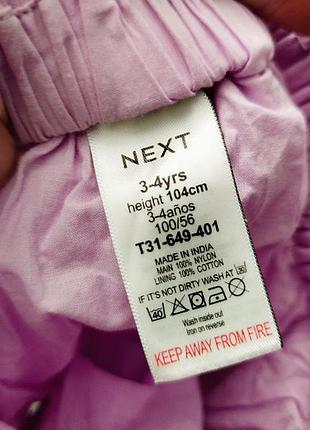 NEXT
3-4yrs
height 104cm
3-4años
100/56
T31-649-401
MADE IN INDIA
MAIN 100% NYLON
LINING 100% COTTON
IF IT'S NOT DIRTY WASH AT 30
40
Wash inside out
Iron on reverse
KEEP AWAY FROM FIRE